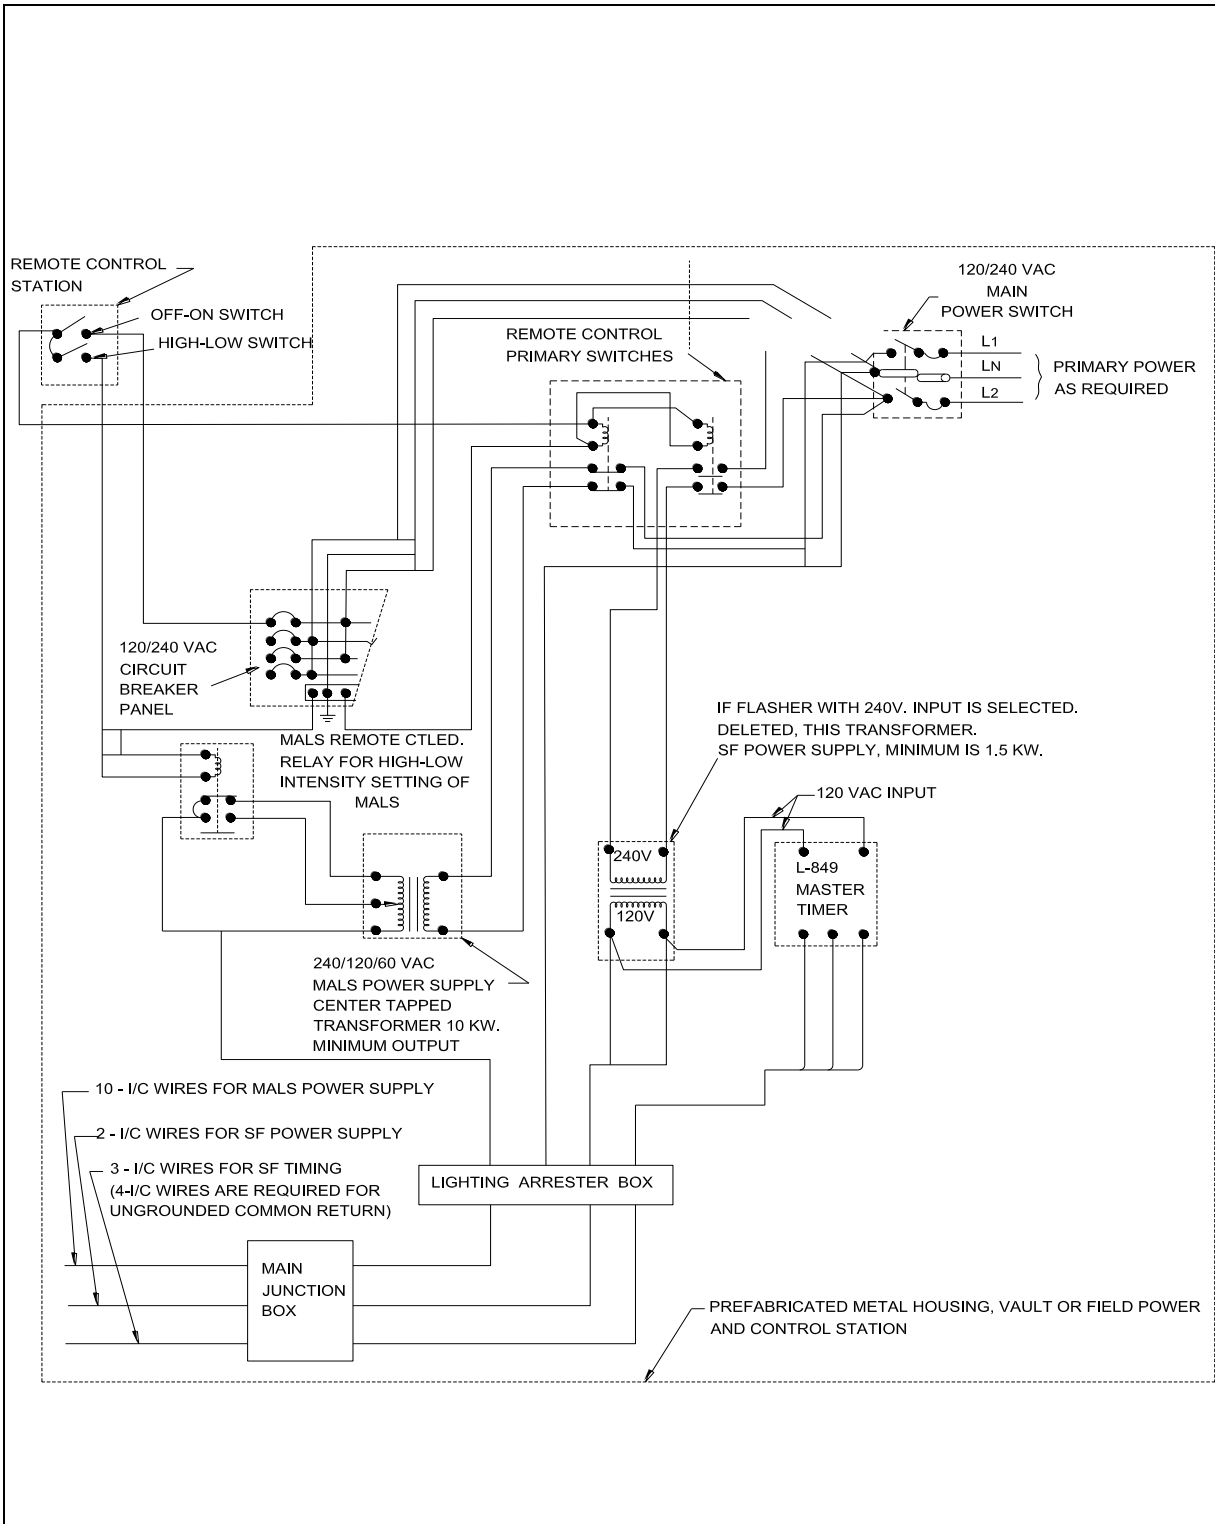 REMOTE CONTROL
STATION
OFF-ON SWITCH
HIGH-LOW SWITCH
REMOTE CONTROL
PRIMARY SWITCHES
120/240 VAC
MAIN
POWER SWITCH
L1
LN
L2
PRIMARY POWER
AS REQUIRED
120/240 VAC
CIRCUIT
BREAKER
PANEL
MALS REMOTE CTLED.
RELAY FOR HIGH-LOW
INTENSITY SETTING OF
MALS
IF FLASHER WITH 240V. INPUT IS SELECTED.
DELETED, THIS TRANSFORMER.
SF POWER SUPPLY, MINIMUM IS 1.5 KW.
120 VAC INPUT
240V
120V
L-849
MASTER
TIMER
240/120/60 VAC
MALS POWER SUPPLY
CENTER TAPPED
TRANSFORMER 10 KW.
MINIMUM OUTPUT
10 - I/C WIRES FOR MALS POWER SUPPLY
2 - I/C WIRES FOR SF POWER SUPPLY
3 - I/C WIRES FOR SF TIMING
(4-I/C WIRES ARE REQUIRED FOR
UNGROUNDED COMMON RETURN)
LIGHTING ARRESTER BOX
MAIN
JUNCTION
BOX
PREFABRICATED METAL HOUSING, VAULT OR FIELD POWER
AND CONTROL STATION